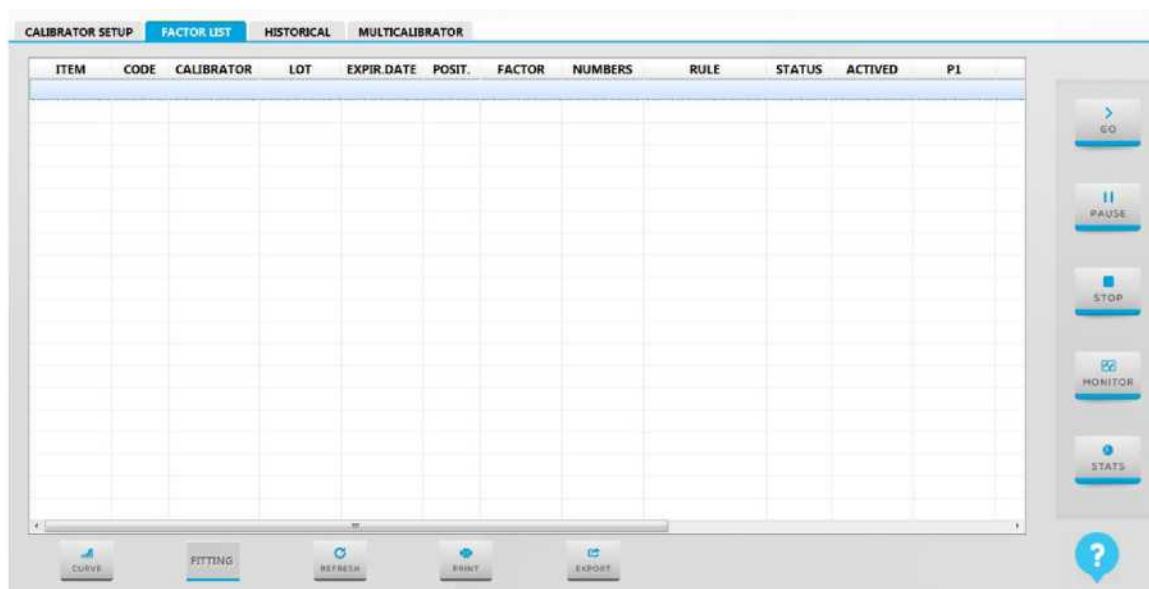 CALIBRATOR SETUP FACTOR LIST HISTORICAL MULTICALIBRATOR
ITEM CODE CALIBRATOR LOT EXPIR.DATE POSIT. FACTOR NUMBERS RULE STATUS ACTIVED P1
GO
PAUSE
STOP
MONITOR
STATS
CURVE FITTING REFRESH PRINT EXPORT
?